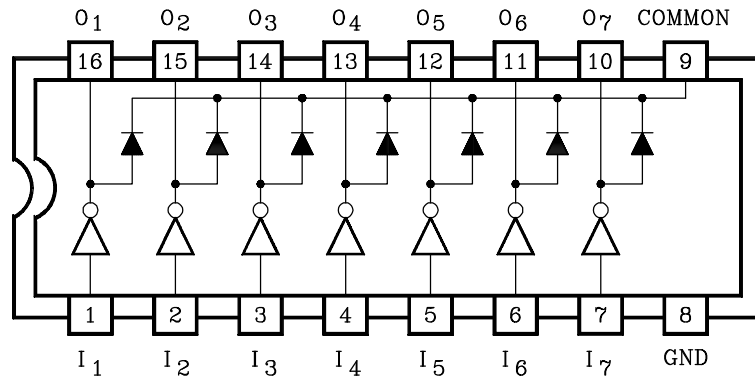 O1 O2 O3 O4 O5 O6 O7 COMMON
16 15 14 13 12 11 10 9
1 2 3 4 5 6 7 8
I1 I2 I3 I4 I5 I6 I7 GND